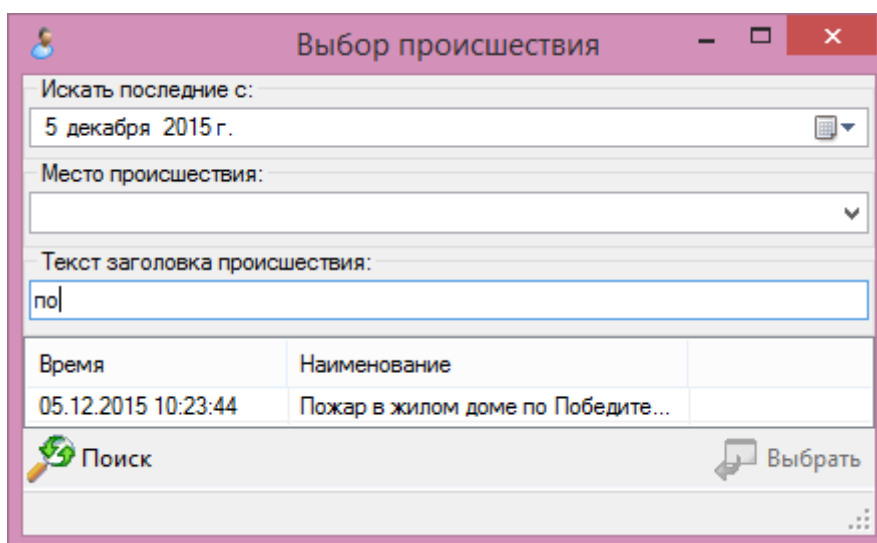 Выбор происшествия
Искать последние с:
5 декабря 2015 г.
Место происшествия:
Текст заголовка происшествия:
по
Время Наименование
05.12.2015 10:23:44 Пожар в жилом доме по Победите...
Поиск Выбрать